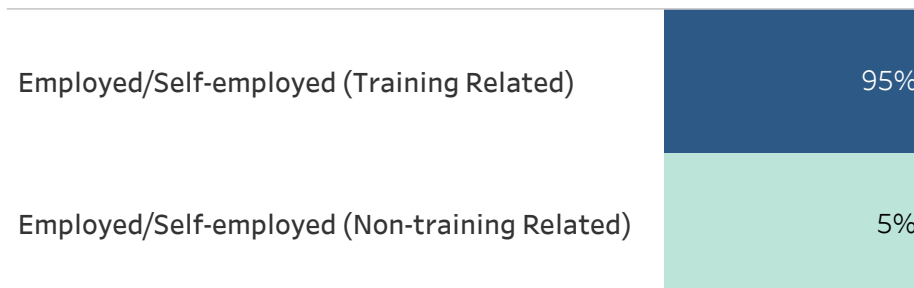 Employed/Self-employed (Training Related) 95%
Employed/Self-employed (Non-training Related) 5%